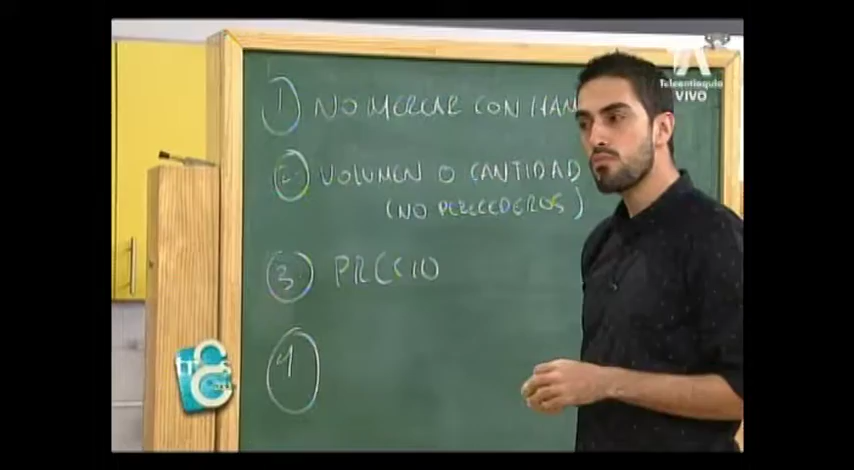 Teleantioquia
VIVO
1 NO MERCAR CON HAM
2 VOLUMEN O CANTIDAD
(NO PERECEDEROS)
3 PRECIO
4